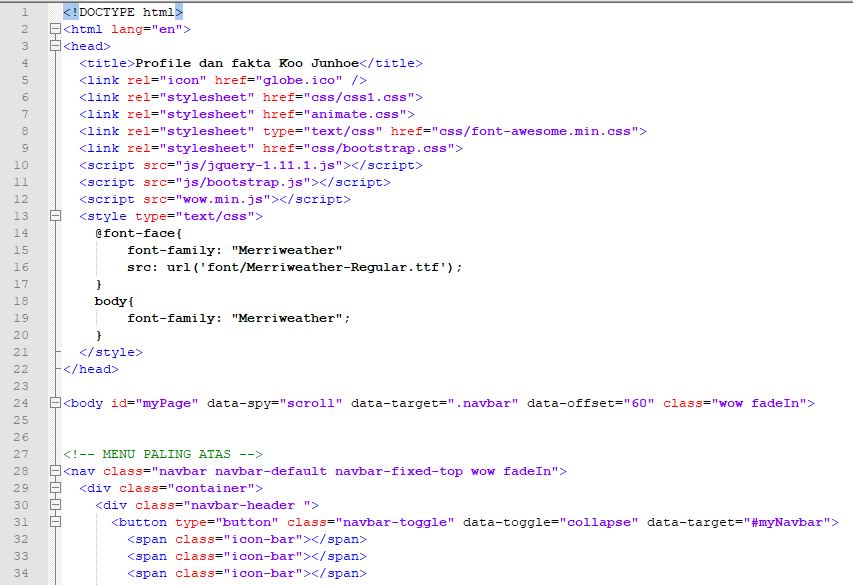 1 <!DOCTYPE html>
2 <html lang="en">
3 <head>
4 <title>Profile dan fakta Koo Junhoe</title>
5 <link rel="icon" href="globe.ico" />
6 <link rel="stylesheet" href="css/css1.css">
7 <link rel="stylesheet" href="animate.css">
8 <link rel="stylesheet" type="text/css" href="css/font-awesome.min.css">
9 <link rel="stylesheet" href="css/bootstrap.css">
10 <script src="js/jquery-1.11.1.js"></script>
11 <script src="js/bootstrap.js"></script>
12 <script src="wow.min.js"></script>
13 <style type="text/css">
14 @font-face{
15 font-family: "Merriweather"
16 src: url('font/Merriweather-Regular.ttf');
17 }
18 body{
19 font-family: "Merriweather";
20 }
21 </style>
22 </head>
23
24 <body id="myPage" data-spy="scroll" data-target=".navbar" data-offset="60" class="wow fadeIn">
25
26
27 <!-- MENU PALING ATAS -->
28 <nav class="navbar navbar-default navbar-fixed-top wow fadeIn">
29 <div class="container">
30 <div class="navbar-header ">
31 <button type="button" class="navbar-toggle" data-toggle="collapse" data-target="#myNavbar">
32 <span class="icon-bar"></span>
33 <span class="icon-bar"></span>
34 <span class="icon-bar"></span>